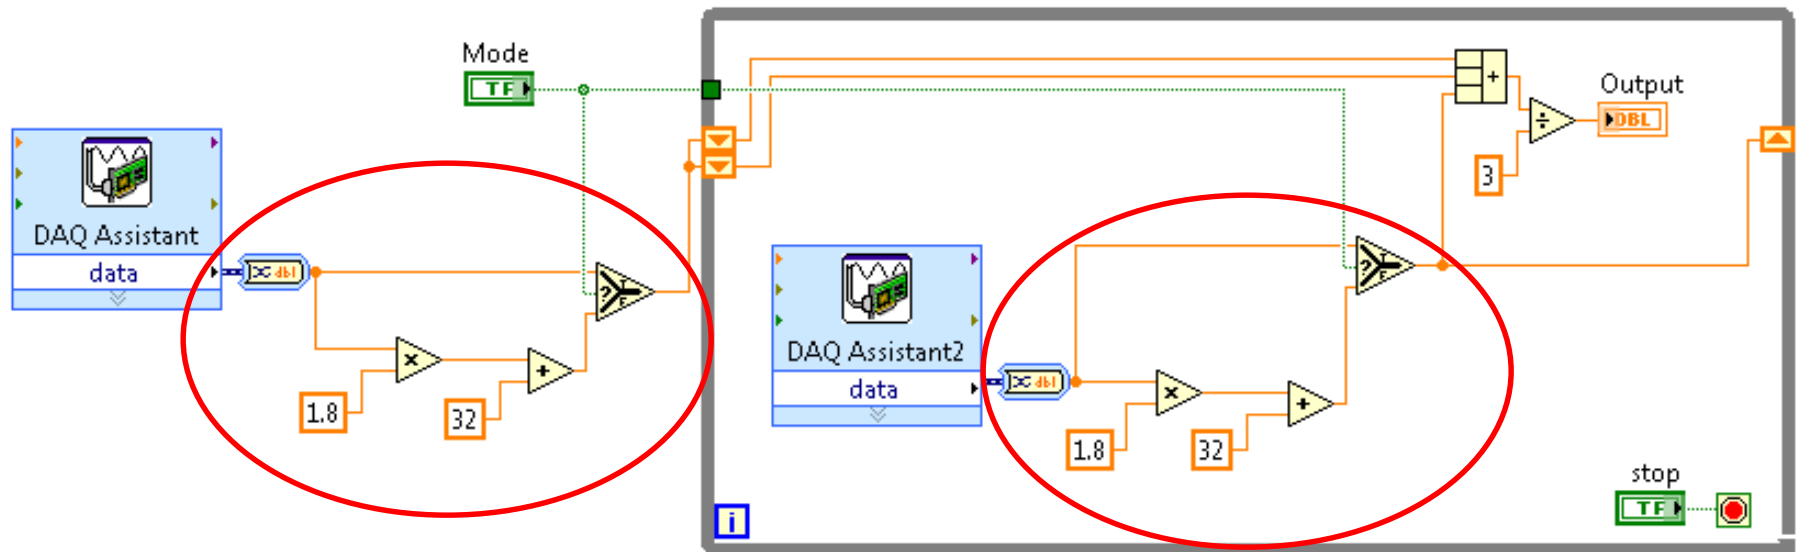 Mode
TF
DAQ Assistant
data
dbl
?
T
F
×
1.8
+
32
+
÷
Output
DBL
3
DAQ Assistant2
data
dbl
?
T
F
×
1.8
+
32
i
stop
TF